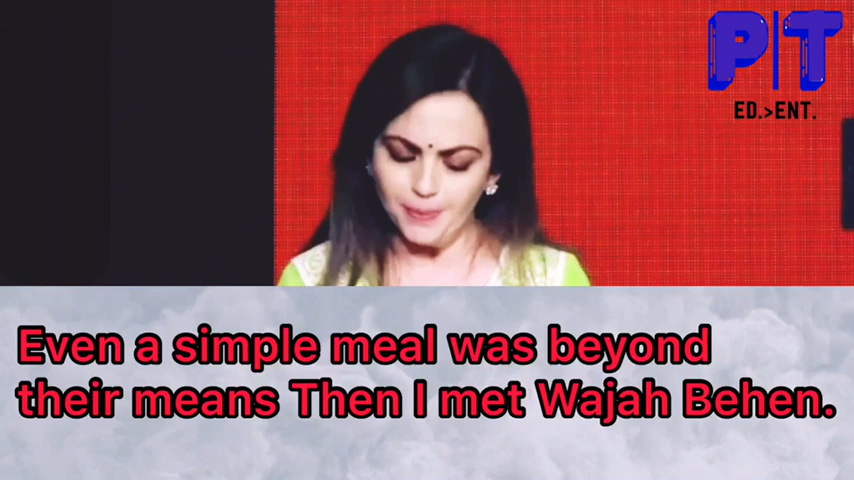 P|T
ED.>ENT.
Even a simple meal was beyond
their means Then I met Wajah Behen.